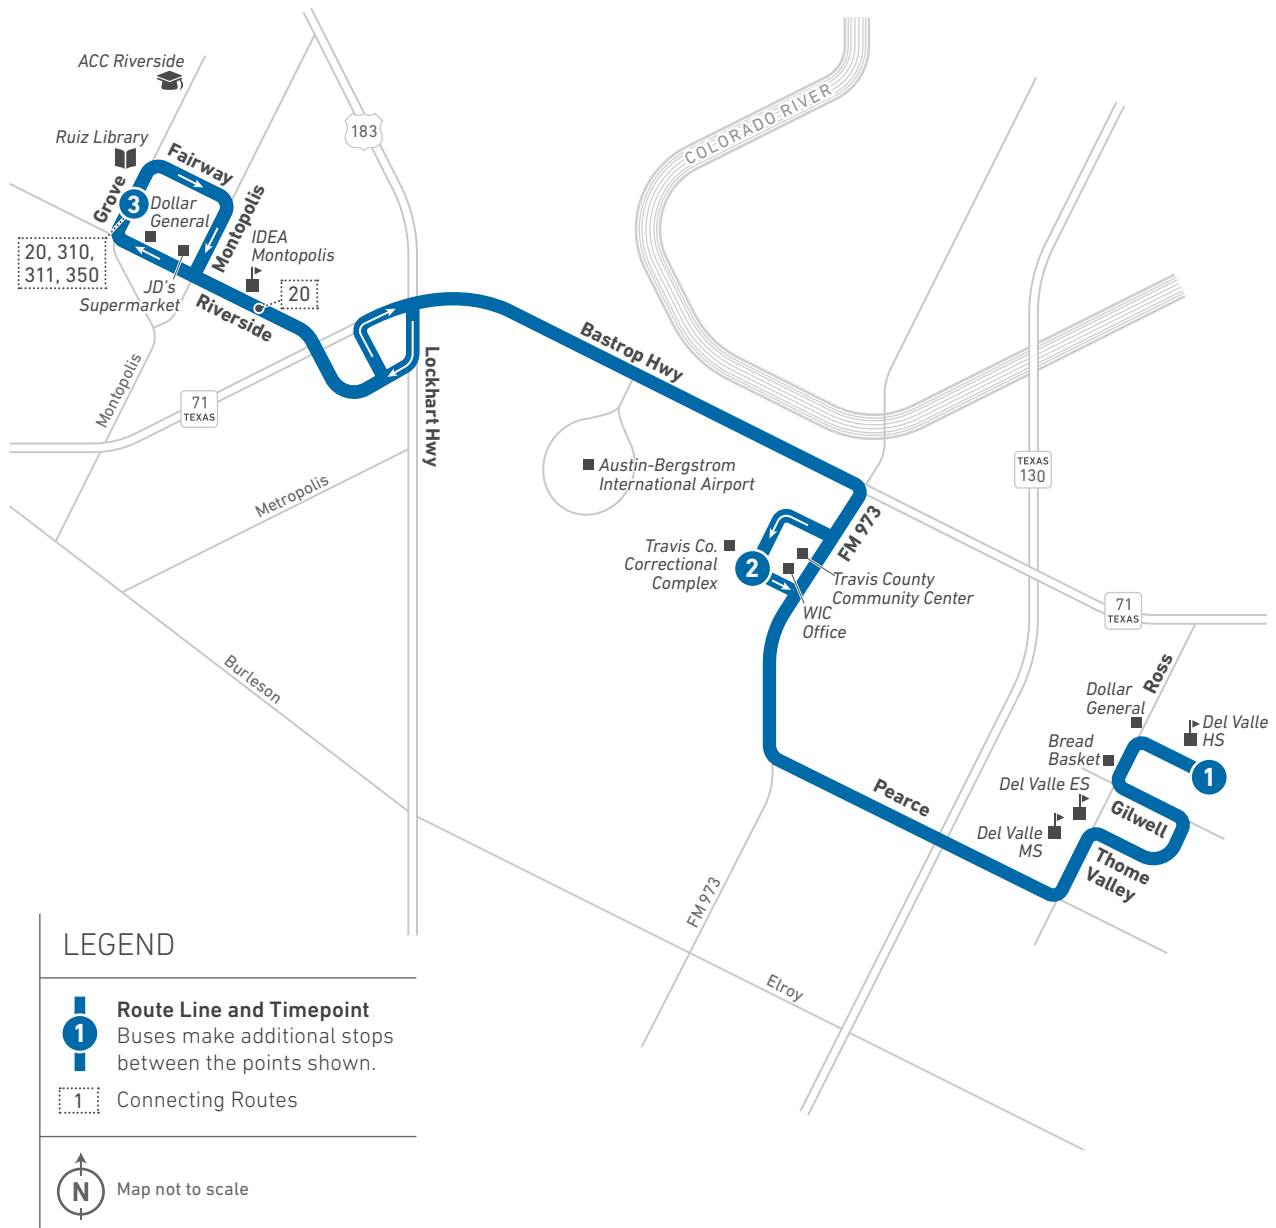 ACC Riverside
Ruiz Library
Fairway
Grove
3
Dollar
General
Montopolis
IDEA
Montopolis
20, 310,
311, 350
JD's
Supermarket
20
Riverside
183
COLORADO RIVER
Bastrop Hwy
Lockhart Hwy
Montopolis
71
TEXAS
Metropolis
Austin-Bergstrom
International Airport
TEXAS
130
FM 973
Travis Co.
Correctional
Complex
2
Travis County
Community Center
WIC
Office
71
TEXAS
Burleson
Ross
Dollar
General
Del Valle
HS
Bread
Basket
1
Del Valle ES
Gilwell
Del Valle
MS
Thome
Valley
Pearce
FM 973
Elroy
LEGEND
1
Route Line and Timepoint
Buses make additional stops
between the points shown.
1
Connecting Routes
N
Map not to scale